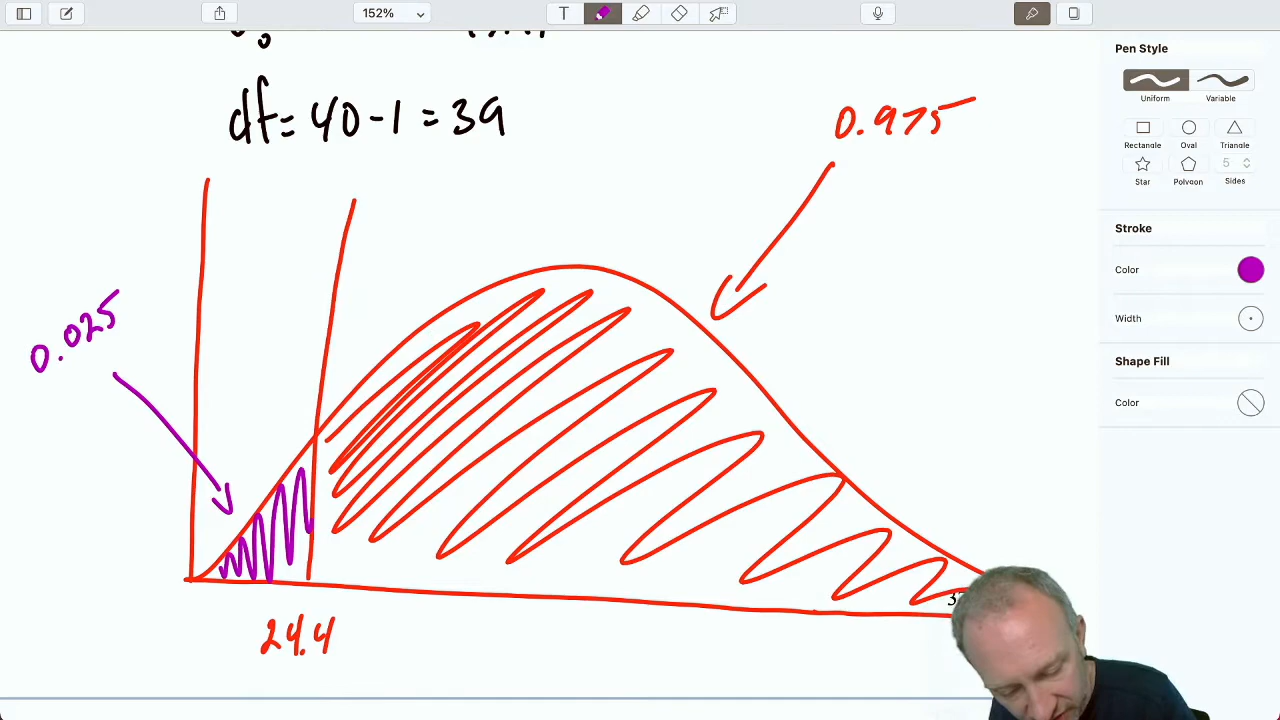 152%
T
Pen Style
Uniform Variable
df = 40 - 1 = 39
0.975
Rectangle Oval Triangle
5
Star Polygon Sides
Stroke
Color
0.025
Width
Shape Fill
Color
24.4